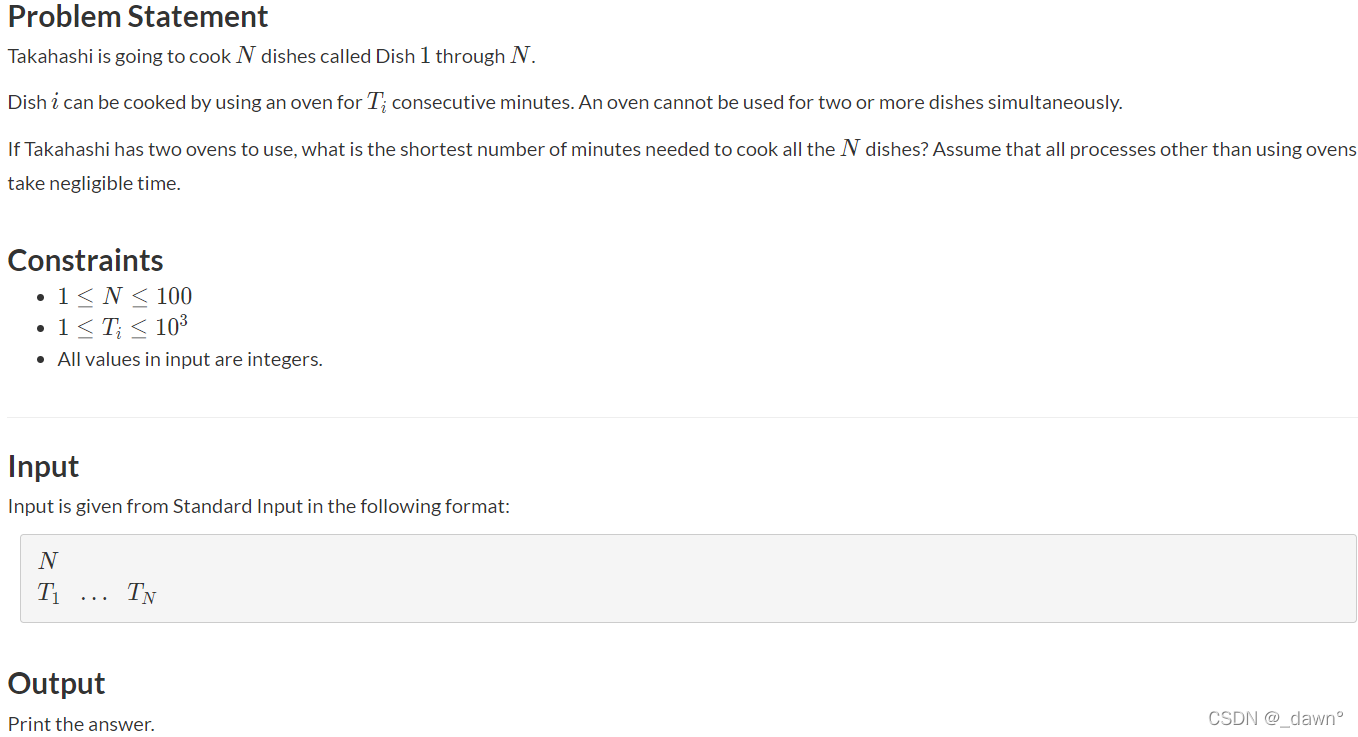 Problem Statement
Takahashi is going to cook N dishes called Dish 1 through N.
Dish i can be cooked by using an oven for T_i consecutive minutes. An oven cannot be used for two or more dishes simultaneously.
If Takahashi has two ovens to use, what is the shortest number of minutes needed to cook all the N dishes? Assume that all processes other than using ovens
take negligible time.
Constraints
• 1 ≤ N ≤ 100
• 1 ≤ T_i ≤ 10^3
• All values in input are integers.
Input
Input is given from Standard Input in the following format:
N
T_1 … T_N
Output
Print the answer.
CSDN @_dawn°